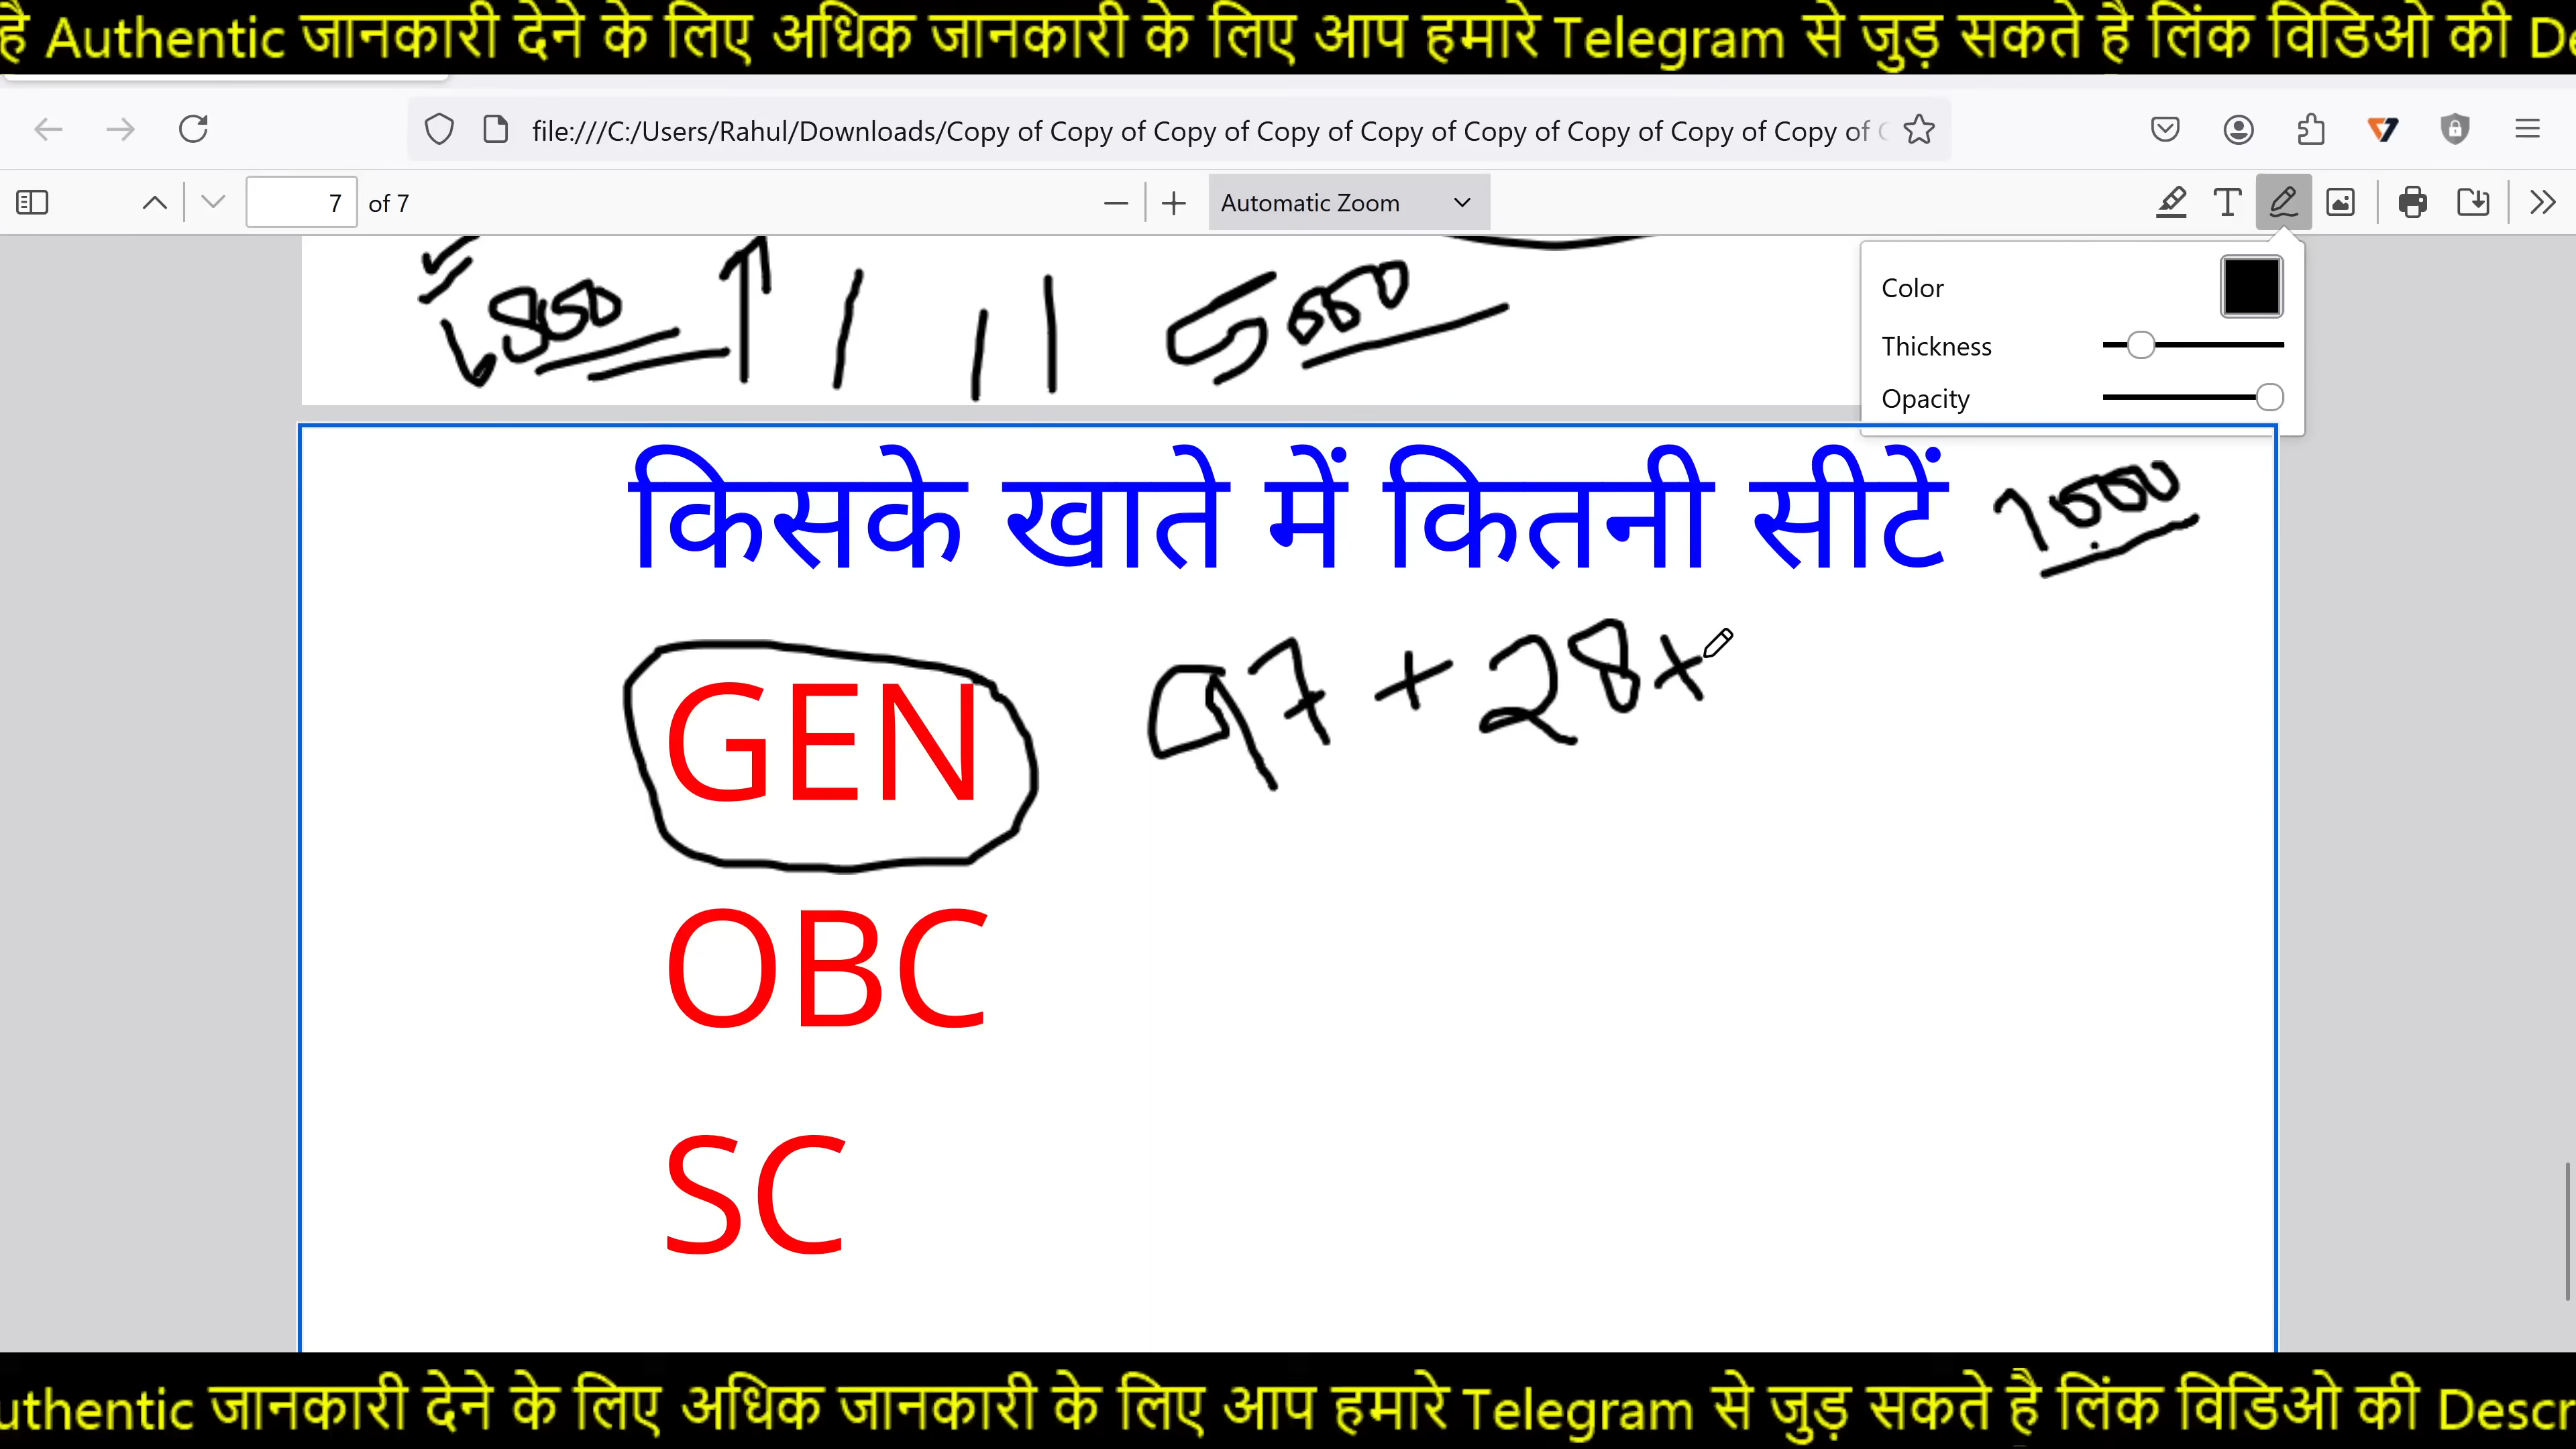 है Authentic जानकारी देने के लिए अधिक जानकारी के लिए आप हमारे Telegram से जुड़ सकते है लिंक विडिओ की De
file:///C:/Users/Rahul/Downloads/Copy of Copy of Copy of Copy of Copy of Copy of Copy of Copy of Copy of
7 of 7
Automatic Zoom
Color
Thickness
Opacity
5000
किसके खाते में कितनी सीटें
GEN 97 + 28 +
OBC
SC
uthentic जानकारी देने के लिए अधिक जानकारी के लिए आप हमारे Telegram से जुड़ सकते है लिंक विडिओ की Descr